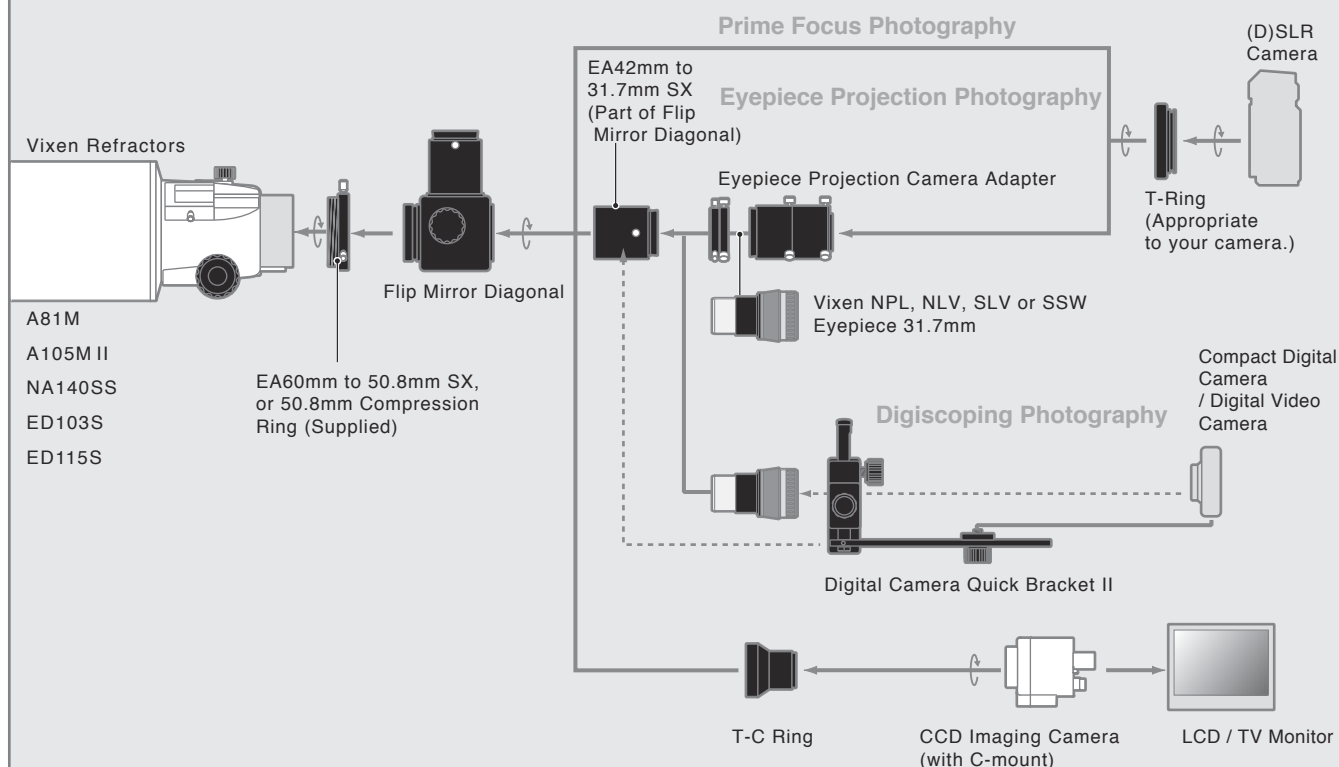 Prime Focus Photography
(D)SLR
Camera
EA42mm to
31.7mm SX
(Part of Flip
Mirror Diagonal)
Eyepiece Projection Photography
Vixen Refractors
Eyepiece Projection Camera Adapter
T-Ring
(Appropriate
to your camera.)
Flip Mirror Diagonal
Vixen NPL, NLV, SLV or SSW
Eyepiece 31.7mm
A81M
A105M II
NA140SS
ED103S
ED115S
EA60mm to 50.8mm SX,
or 50.8mm Compression
Ring (Supplied)
Compact Digital
Camera
/ Digital Video
Camera
Digiscoping Photography
Digital Camera Quick Bracket II
T-C Ring
CCD Imaging Camera
(with C-mount)
LCD / TV Monitor